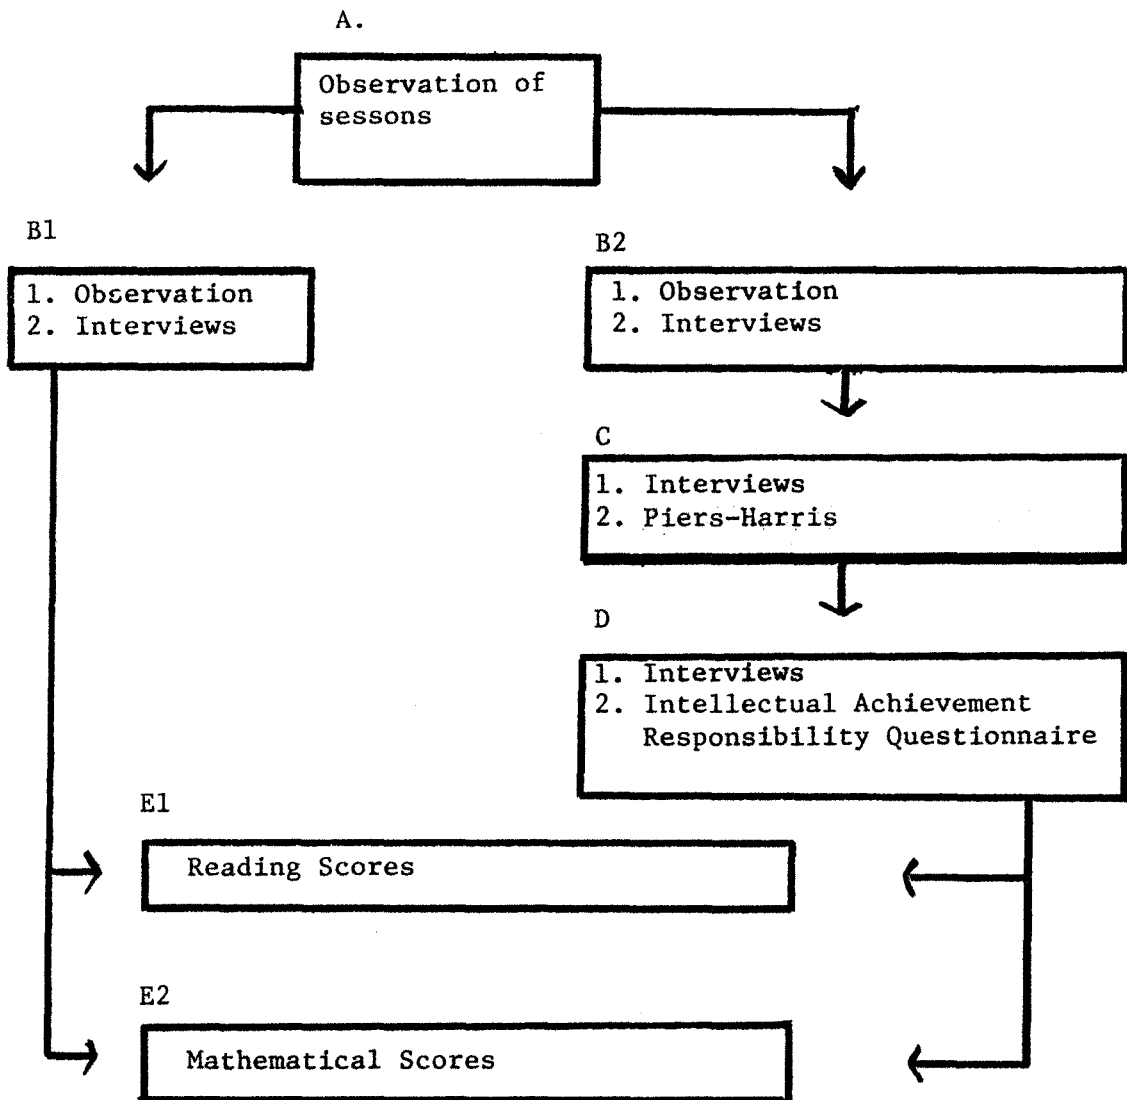 A.
Observation of
sessons
B1
1. Observation
2. Interviews
B2
1. Observation
2. Interviews
C
1. Interviews
2. Piers-Harris
D
1. Interviews
2. Intellectual Achievement
Responsibility Questionnaire
E1
Reading Scores
E2
Mathematical Scores